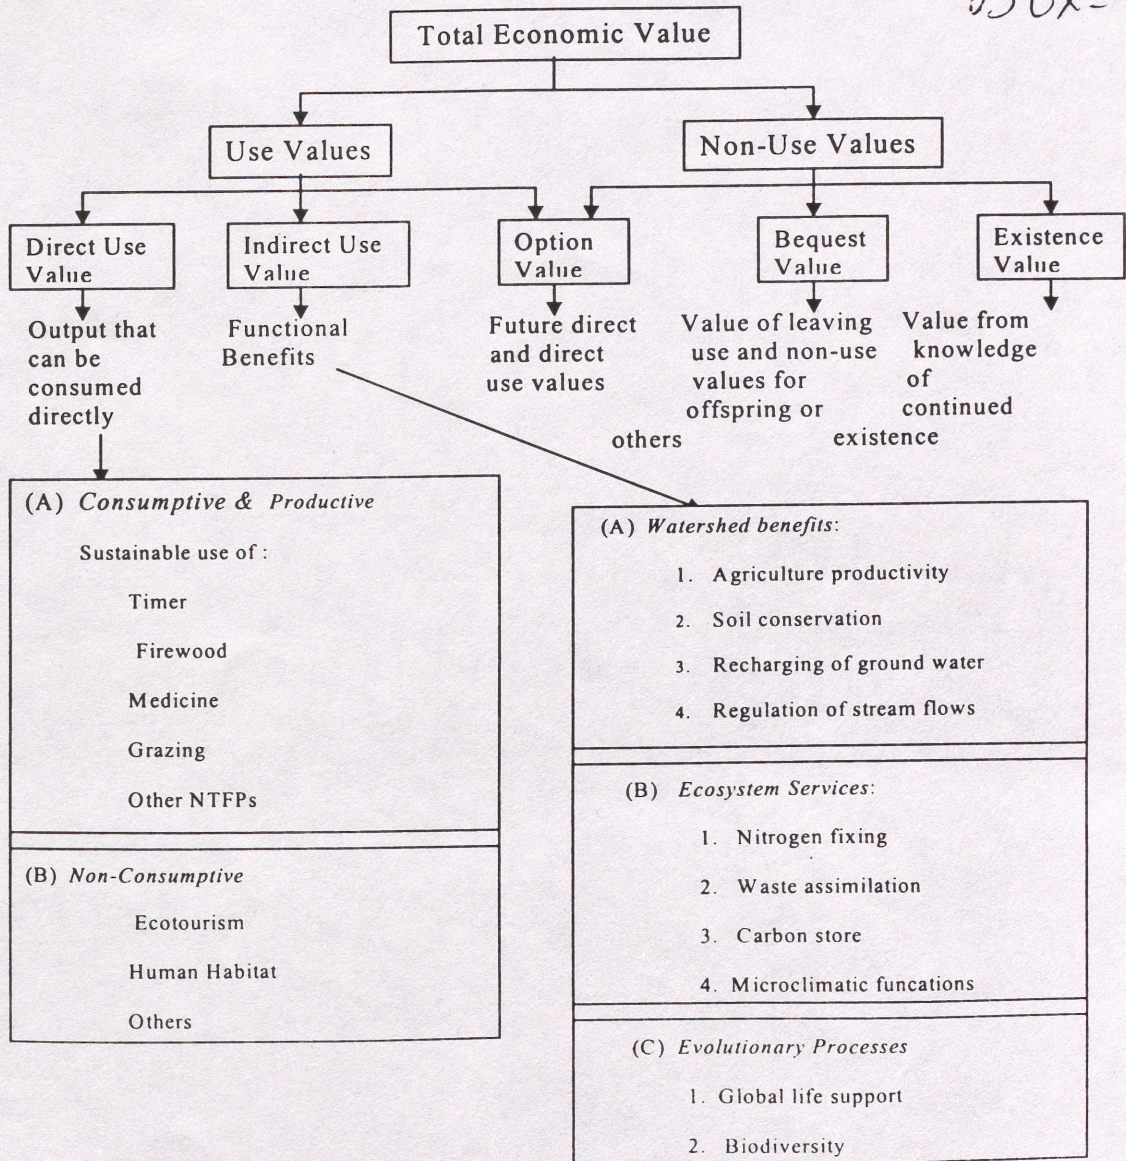 Total Economic Value
Use Values
Non-Use Values
Direct Use
Value
Indirect Use
Value
Option
Value
Bequest
Value
Existence
Value
Output that
can be
consumed
directly
Functional
Benefits
Future direct
and direct
use values
Value of leaving
use and non-use
values for
offspring or
others
Value from
knowledge
of
continued
existence
(A) Consumptive & Productive
Sustainable use of :
Timer
Firewood
Medicine
Grazing
Other NTFPs
(B) Non-Consumptive
Ecotourism
Human Habitat
Others
(A) Watershed benefits:
1. Agriculture productivity
2. Soil conservation
3. Recharging of ground water
4. Regulation of stream flows
(B) Ecosystem Services:
1. Nitrogen fixing
2. Waste assimilation
3. Carbon store
4. Microclimatic funcations
(C) Evolutionary Processes
1. Global life support
2. Biodiversity